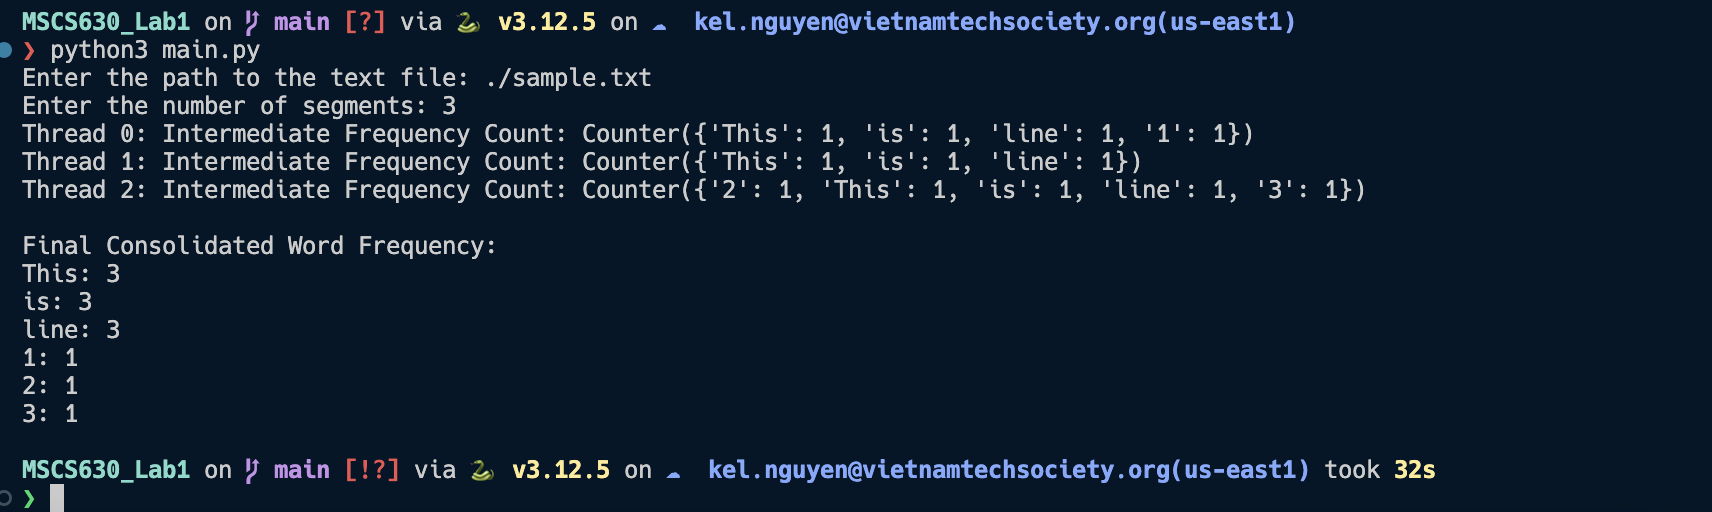 MSCS630_Lab1 on main [?] via 🐍 v3.12.5 on ☁ kel.nguyen@vietnamtechsociety.org(us-east1)
❯ python3 main.py
Enter the path to the text file: ./sample.txt
Enter the number of segments: 3
Thread 0: Intermediate Frequency Count: Counter({'This': 1, 'is': 1, 'line': 1, '1': 1})
Thread 1: Intermediate Frequency Count: Counter({'This': 1, 'is': 1, 'line': 1})
Thread 2: Intermediate Frequency Count: Counter({'2': 1, 'This': 1, 'is': 1, 'line': 1, '3': 1})
Final Consolidated Word Frequency:
This: 3
is: 3
line: 3
1: 1
2: 1
3: 1
MSCS630_Lab1 on main [!?] via 🐍 v3.12.5 on ☁ kel.nguyen@vietnamtechsociety.org(us-east1) took 32s
❯